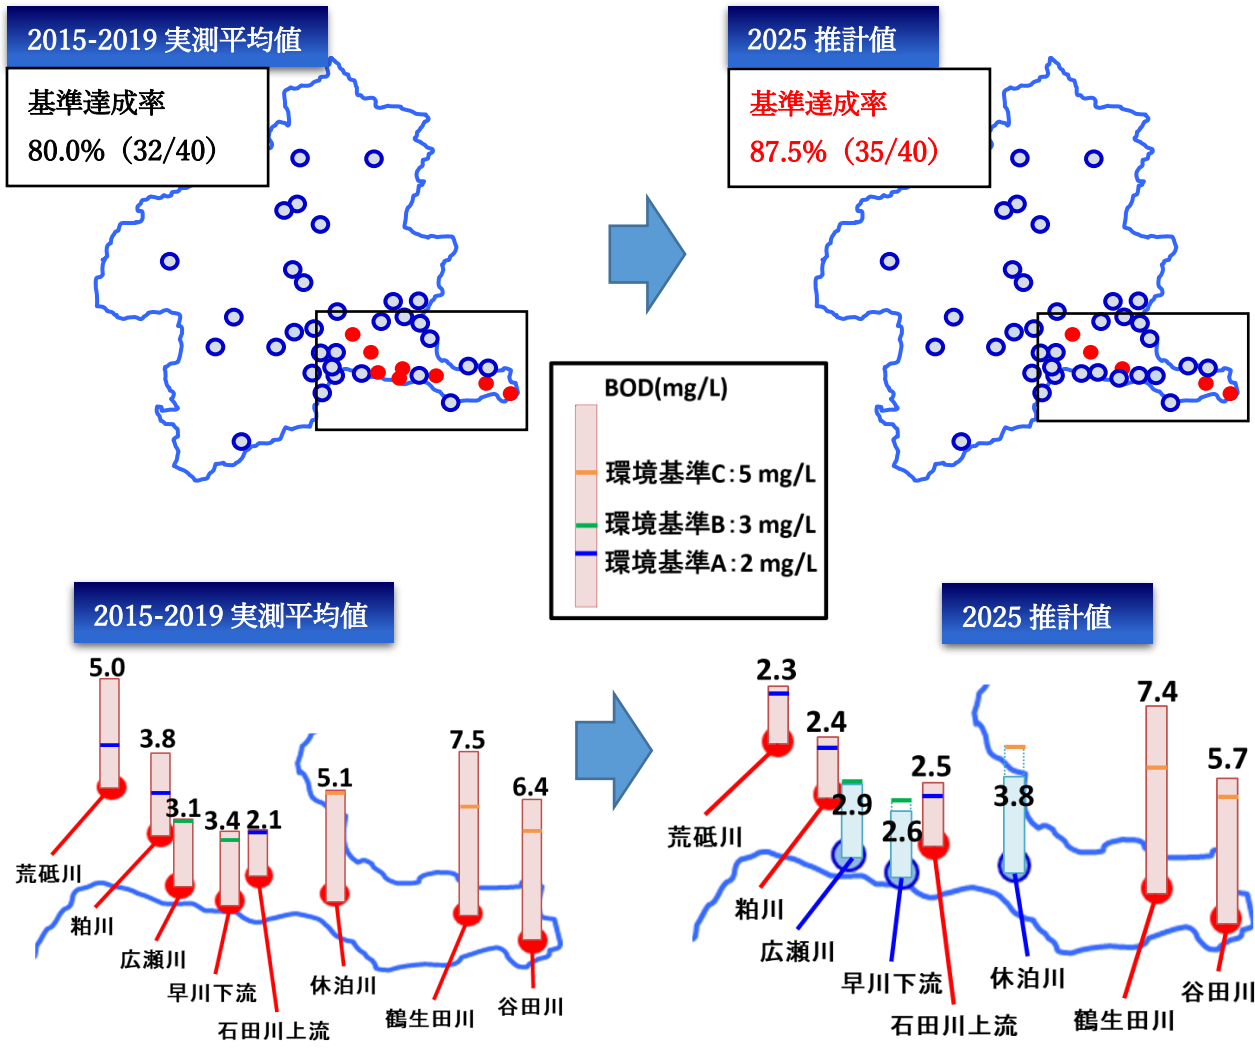 2015-2019 実測平均値
基準達成率
80.0%（32/40）
2025 推計値
基準達成率
87.5%（35/40）
BOD(mg/L)
環境基準C：5 mg/L
環境基準B：3 mg/L
環境基準A：2 mg/L
2015-2019 実測平均値
5.0
3.8
3.1
3.4
2.1
5.1
7.5
6.4
荒砥川
粕川
広瀬川
早川下流
石田川上流
休泊川
鶴生田川
谷田川
2025 推計値
2.3
2.4
2.9
2.6
2.5
3.8
7.4
5.7
荒砥川
粕川
広瀬川
早川下流
石田川上流
休泊川
鶴生田川
谷田川